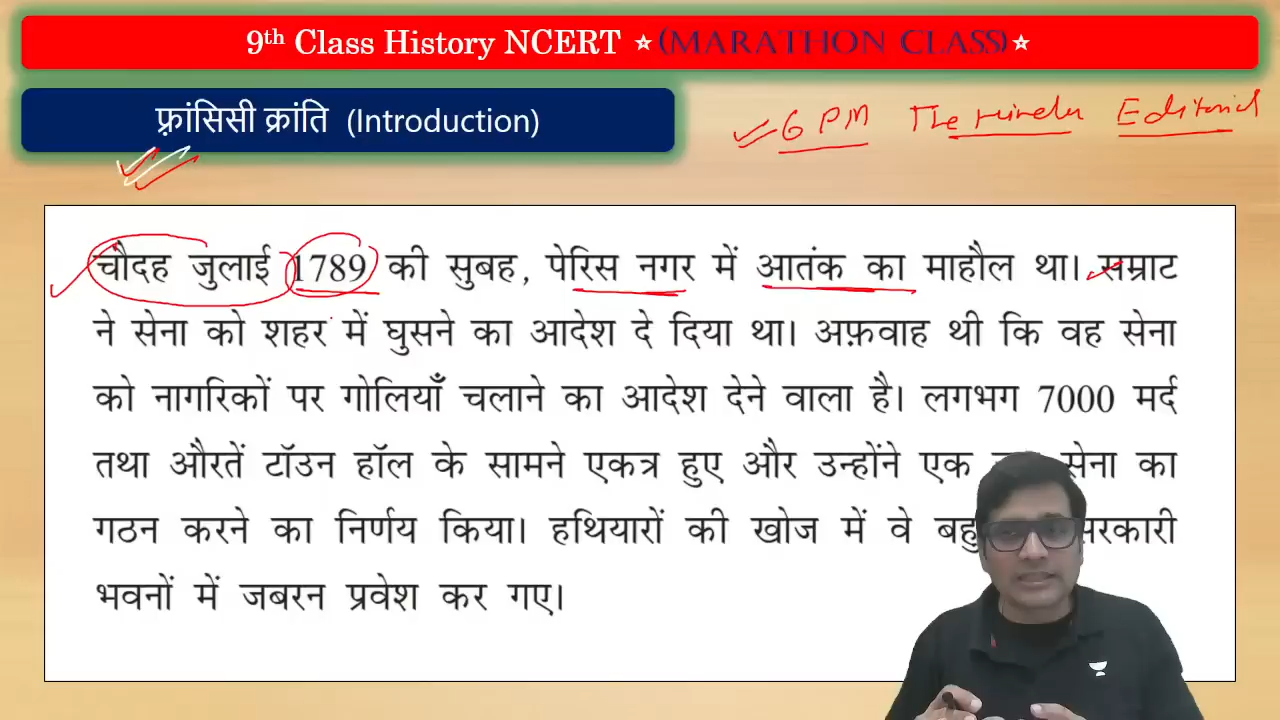 9th Class History NCERT ☆(MARATHON CLASS)☆
फ़्रांसिसी क्रांति (Introduction)
6 PM The Hindu Editorial
चौदह जुलाई 1789 की सुबह, पेरिस नगर में आतंक का माहौल था। सम्राट
ने सेना को शहर में घुसने का आदेश दे दिया था। अफ़वाह थी कि वह सेना
को नागरिकों पर गोलियाँ चलाने का आदेश देने वाला है। लगभग 7000 मर्द
तथा औरतें टॉउन हॉल के सामने एकत्र हुए और उन्होंने एक सेना का
गठन करने का निर्णय किया। हथियारों की खोज में वे सरकारी
भवनों में जबरन प्रवेश कर गए।